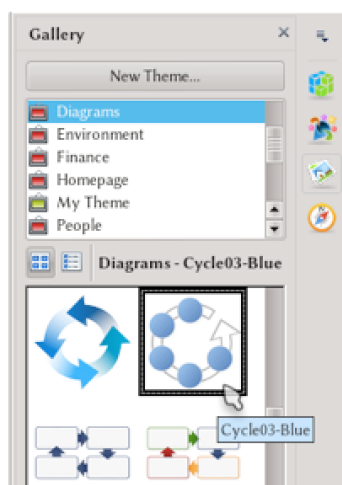 Gallery
New Theme...
Diagrams
Environment
Finance
Homepage
My Theme
People
Diagrams - Cycle03-Blue
Cycle03-Blue